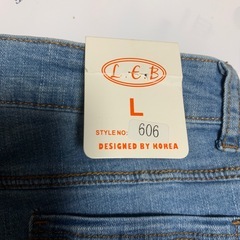 L.C.B
L
STYLE NO: 606
DESIGNED BY KOREA